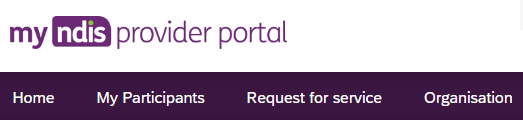 my ndis provider portal
Home My Participants Request for service Organisation